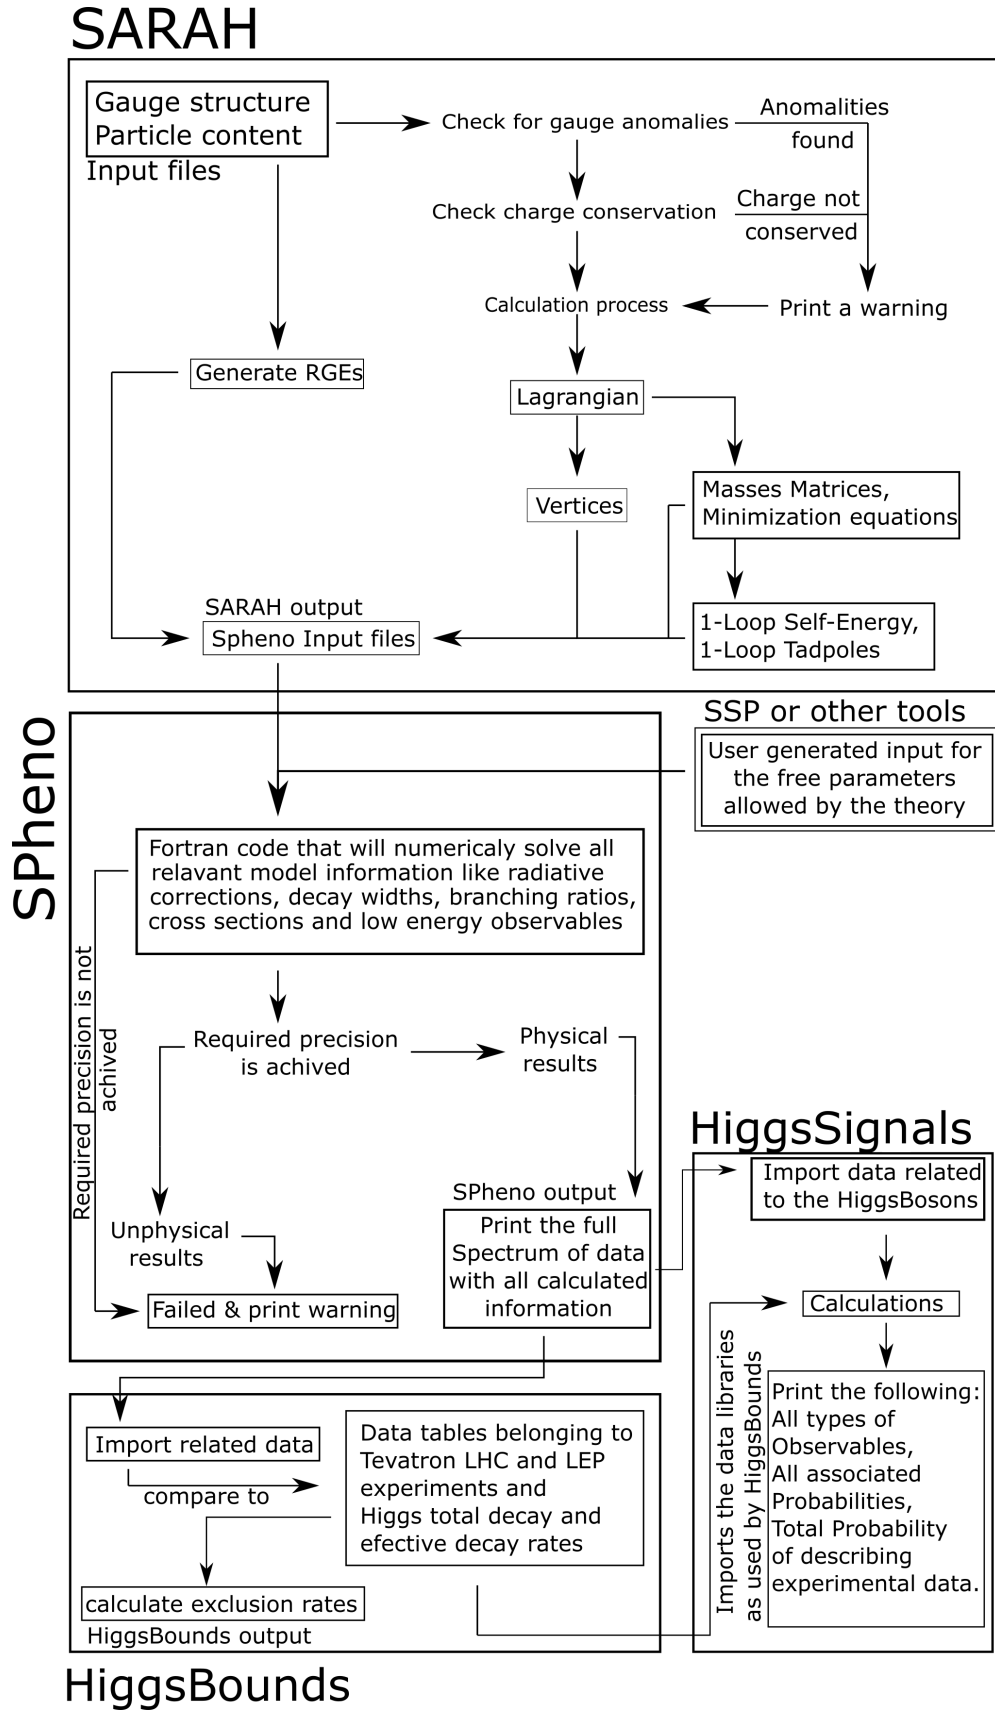 SARAH
Gauge structure
Particle content
Input files
Check for gauge anomalies
Anomalities
found
Check charge conservation
Charge not
conserved
Calculation process
Print a warning
Generate RGEs
Lagrangian
Vertices
Masses Matrices,
Minimization equations
SARAH output
Spheno Input files
1-Loop Self-Energy,
1-Loop Tadpoles
SPheno
SSP or other tools
User generated input for
the free parameters
allowed by the theory
Fortran code that will numericaly solve all
relavant model information like radiative
corrections, decay widths, branching ratios,
cross sections and low energy observables
Required precision is not
achived
Required precision
is achived
Physical
results
Unphysical
results
Failed & print warning
SPheno output
Print the full
Spectrum of data
with all calculated
information
HiggsSignals
Import data related
to the HiggsBosons
Calculations
Imports the data libraries
as used by HiggsBounds
Print the following:
All types of
Observables,
All associated
Probabilities,
Total Probability
of describing
experimental data.
Import related data
compare to
Data tables belonging to
Tevatron LHC and LEP
experiments and
Higgs total decay and
efective decay rates
calculate exclusion rates
HiggsBounds output
HiggsBounds